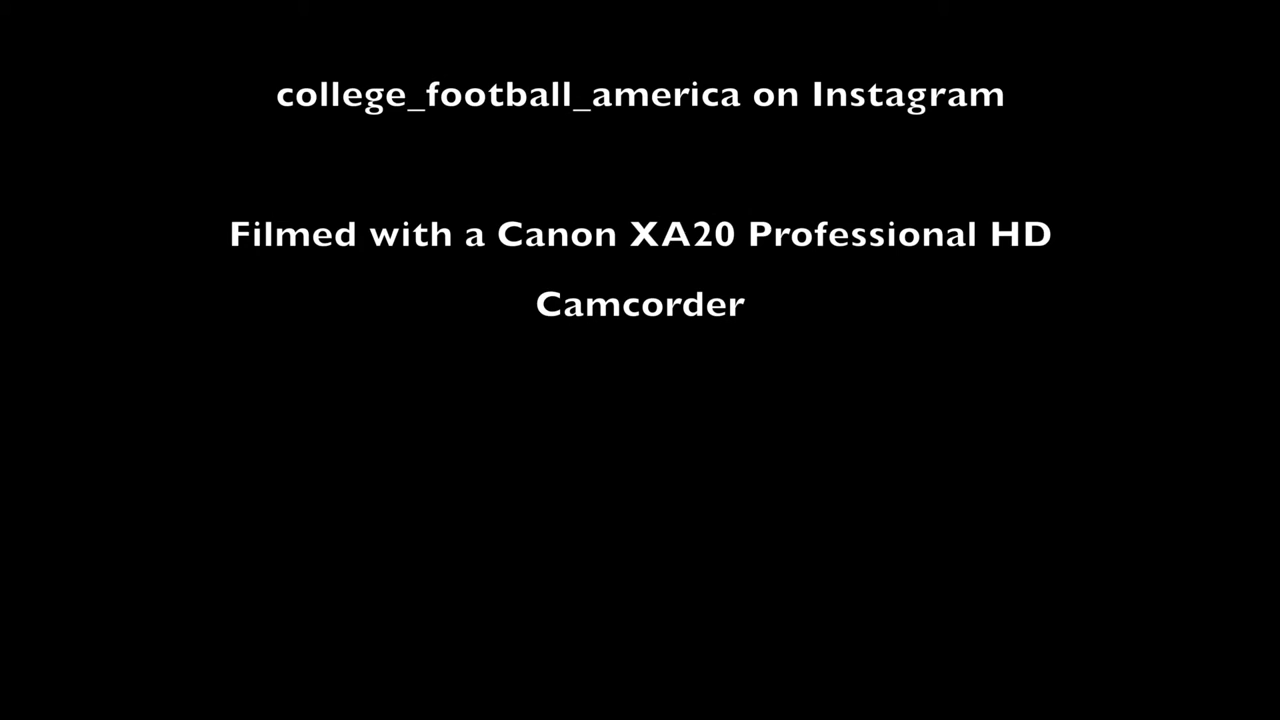 college_football_america on Instagram
Filmed with a Canon XA20 Professional HD
Camcorder